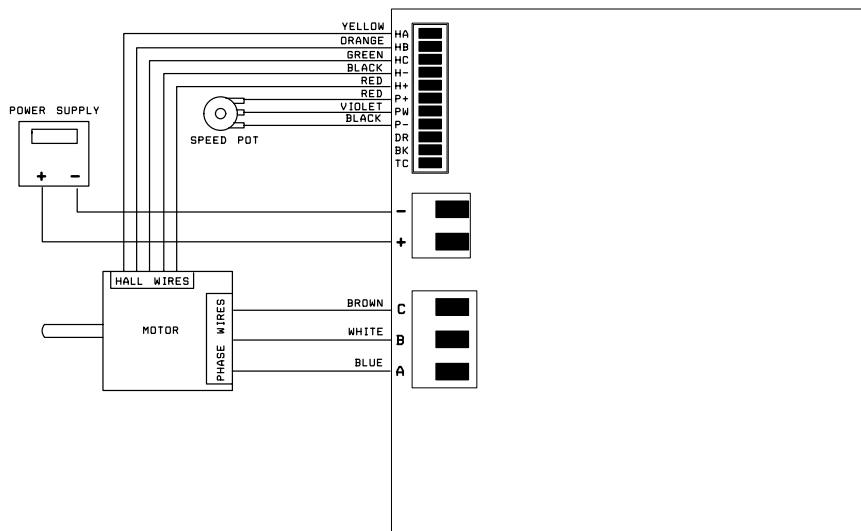 YELLOW HA
ORANGE HB
GREEN HC
BLACK H-
RED H+
RED P+
VIOLET PW
BLACK P-
DR
BK
TC
SPEED POT
POWER SUPPLY
+ -
-
+
HALL WIRES
MOTOR
PHASE WIRES
BROWN C
WHITE B
BLUE A